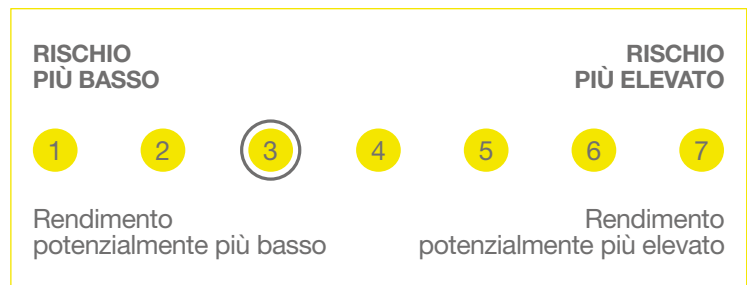 RISCHIO
PIÙ BASSO
RISCHIO
PIÙ ELEVATO
1 2 3 4 5 6 7
Rendimento
potenzialmente più basso
Rendimento
potenzialmente più elevato